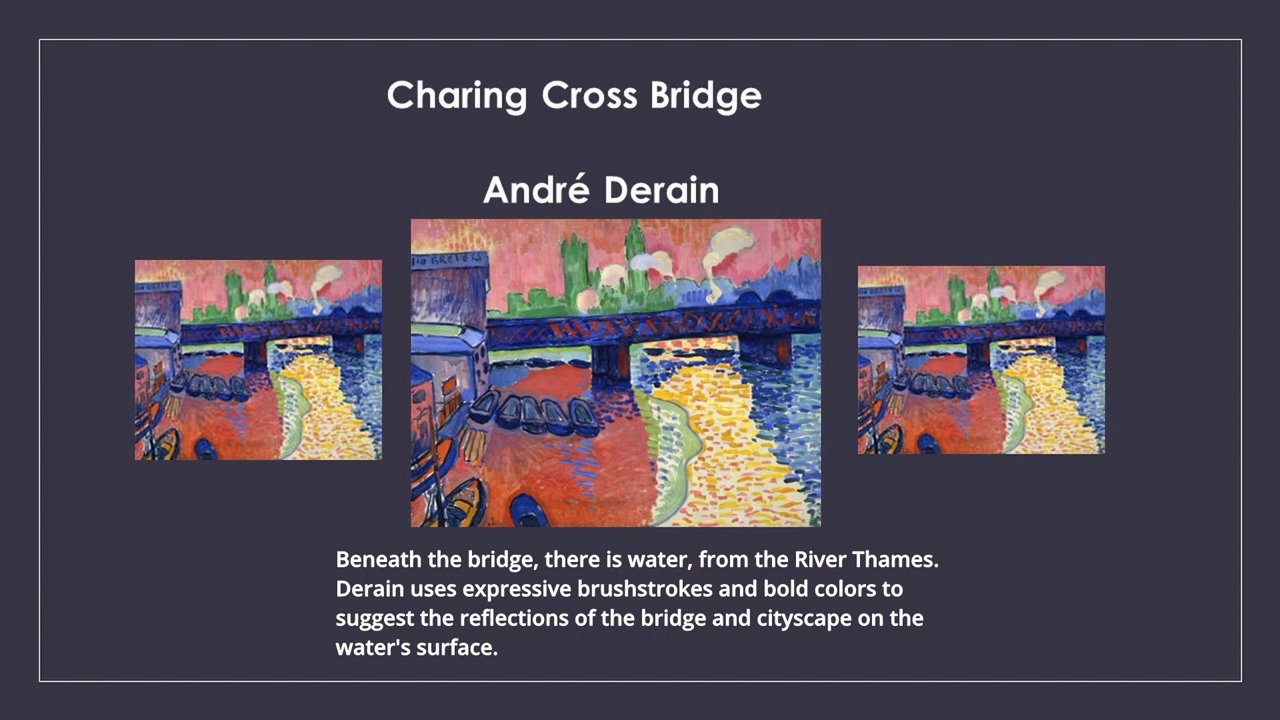 Charing Cross Bridge
André Derain
Beneath the bridge, there is water, from the River Thames.
Derain uses expressive brushstrokes and bold colors to
suggest the reflections of the bridge and cityscape on the
water's surface.